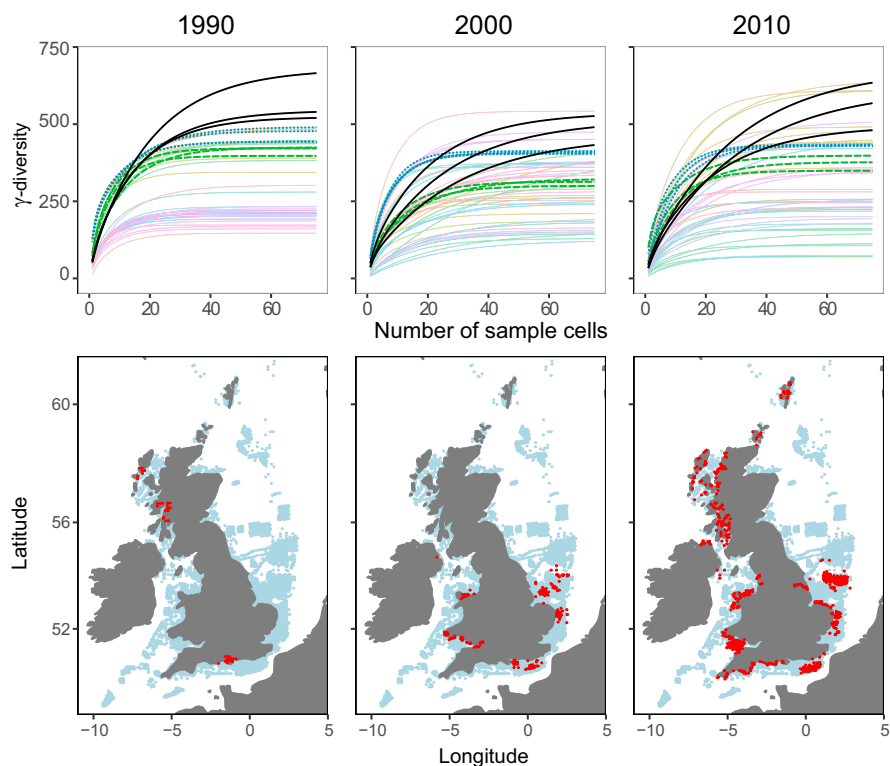 1990 2000 2010
750
500
250
0
γ-diversity
0 20 40 60 0 20 40 60 0 20 40 60
Number of sample cells
60
56
52
Latitude
−10 −5 0 5 −10 −5 0 5 −10 −5 0 5
Longitude